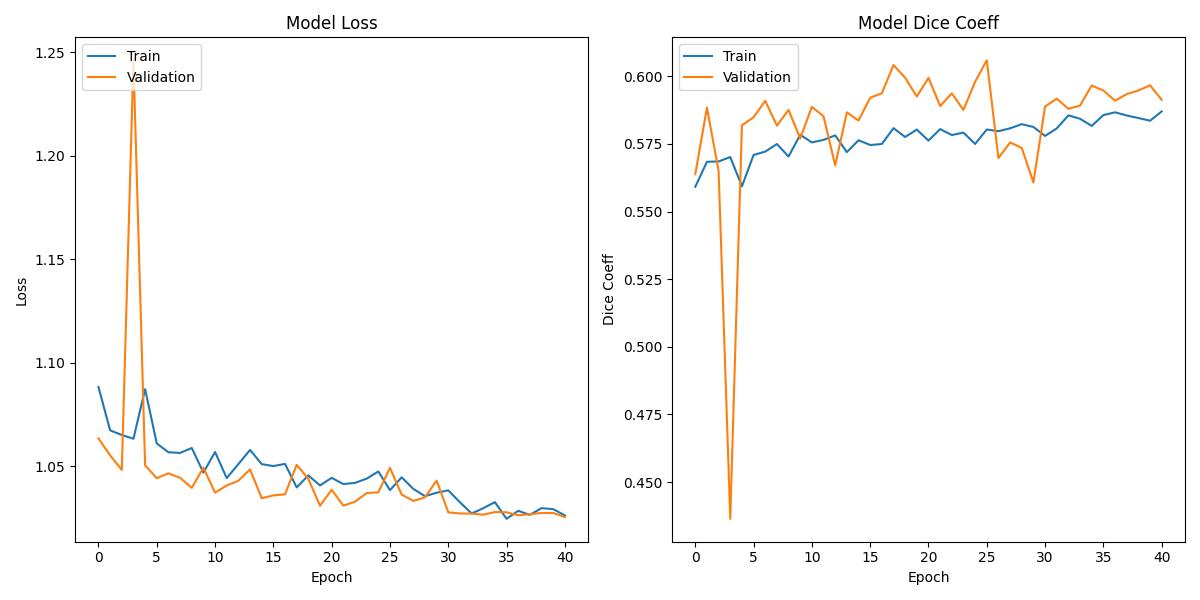 Model Loss
Train
Validation
1.25
1.20
1.15
1.10
1.05
Loss
0 5 10 15 20 25 30 35 40
Epoch
Model Dice Coeff
Train
Validation
0.600
0.575
0.550
0.525
0.500
0.475
0.450
Dice Coeff
0 5 10 15 20 25 30 35 40
Epoch